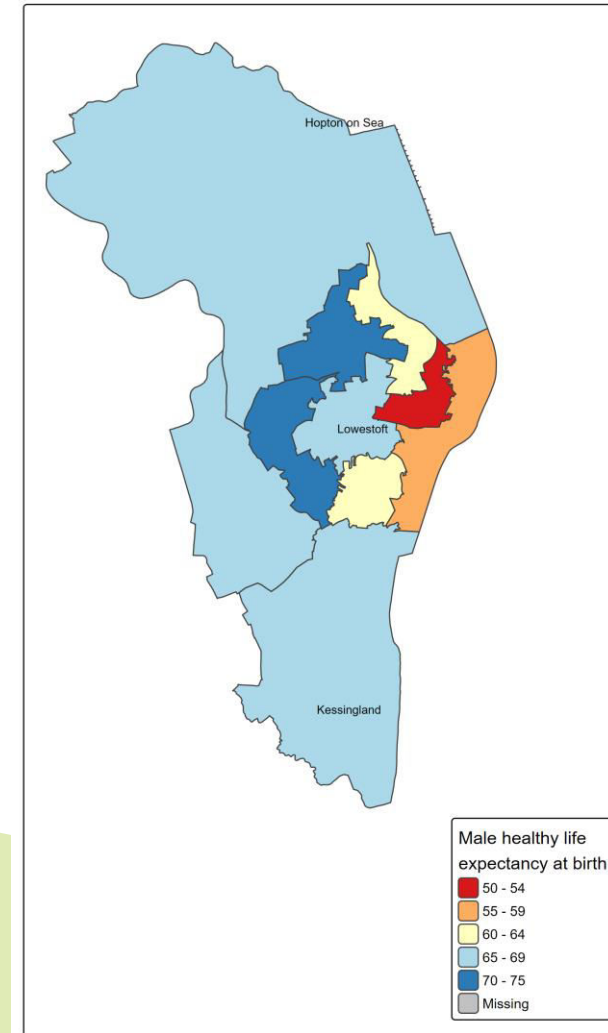 Hopton on Sea
Lowestoft
Kessingland
Male healthy life
expectancy at birth
50 - 54
55 - 59
60 - 64
65 - 69
70 - 75
Missing